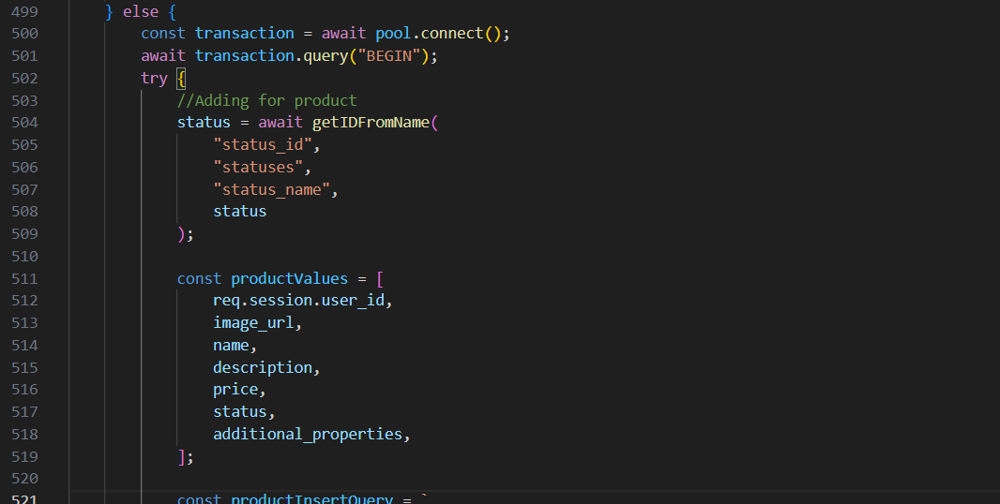 499 } else {
500 const transaction = await pool.connect();
501 await transaction.query("BEGIN");
502 try {
503 //Adding for product
504 status = await getIDFromName(
505 "status_id",
506 "statuses",
507 "status_name",
508 status
509 );
510
511 const productValues = [
512 req.session.user_id,
513 image_url,
514 name,
515 description,
516 price,
517 status,
518 additional_properties,
519 ];
520
521 const productInsertQuery = `